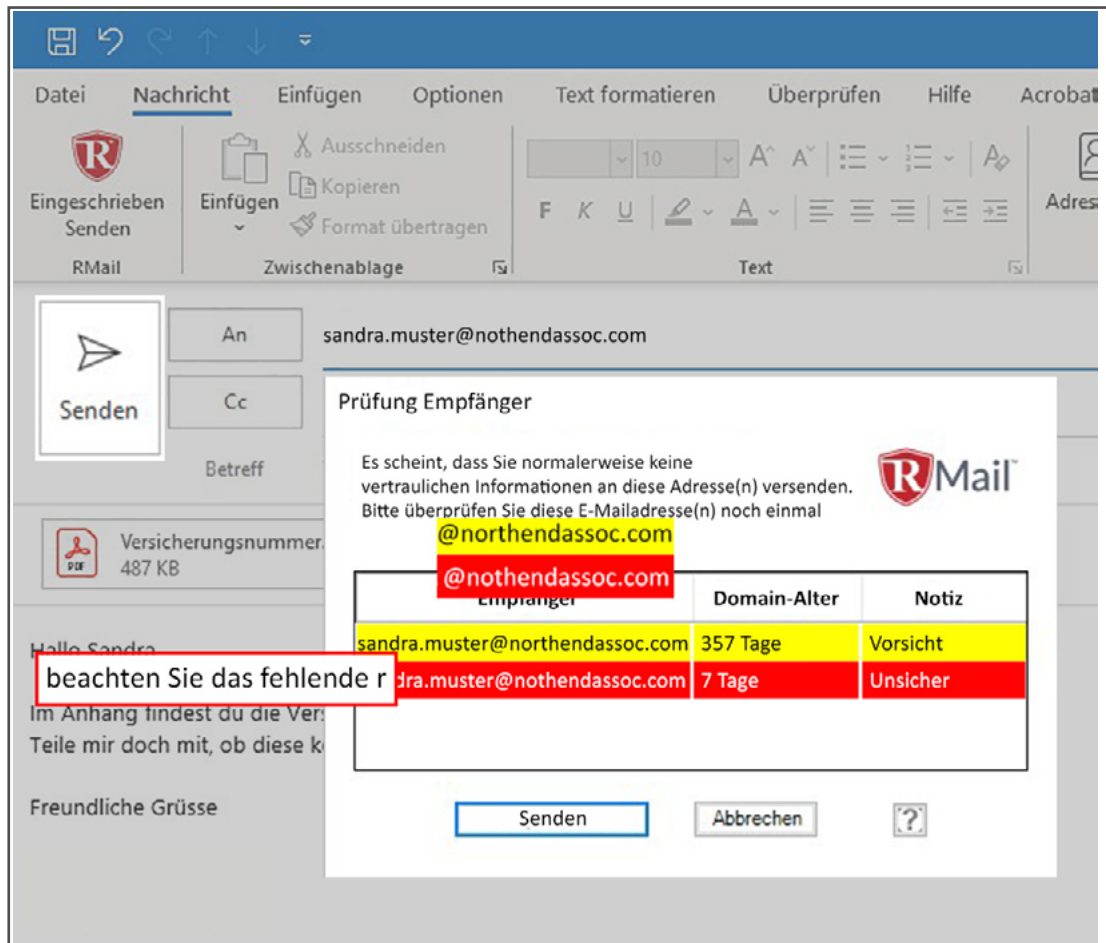 Datei Nachricht Einfügen Optionen Text formatieren Überprüfen Hilfe Acrobat
Eingeschrieben
Senden
RMail
Einfügen
Ausschneiden
Kopieren
Format übertragen
Zwischenablage
10
F K U
Text
Senden
An
sandra.muster@nothendassoc.com
Cc
Betreff
Versicherungsnummer.
487 KB
Hallo Sandra
beachten Sie das fehlende r
Im Anhang findest du die
Teile mir doch mit, ob diese
Freundliche Grüsse
Prüfung Empfänger
RMail
Es scheint, dass Sie normalerweise keine
vertraulichen Informationen an diese Adresse(n) versenden.
Bitte überprüfen Sie diese E-Mailadresse(n) noch einmal
@northendassoc.com
@nothendassoc.com
Empfänger Domain-Alter Notiz
sandra.muster@northendassoc.com 357 Tage Vorsicht
dra.muster@nothendassoc.com 7 Tage Unsicher
Senden Abbrechen ?